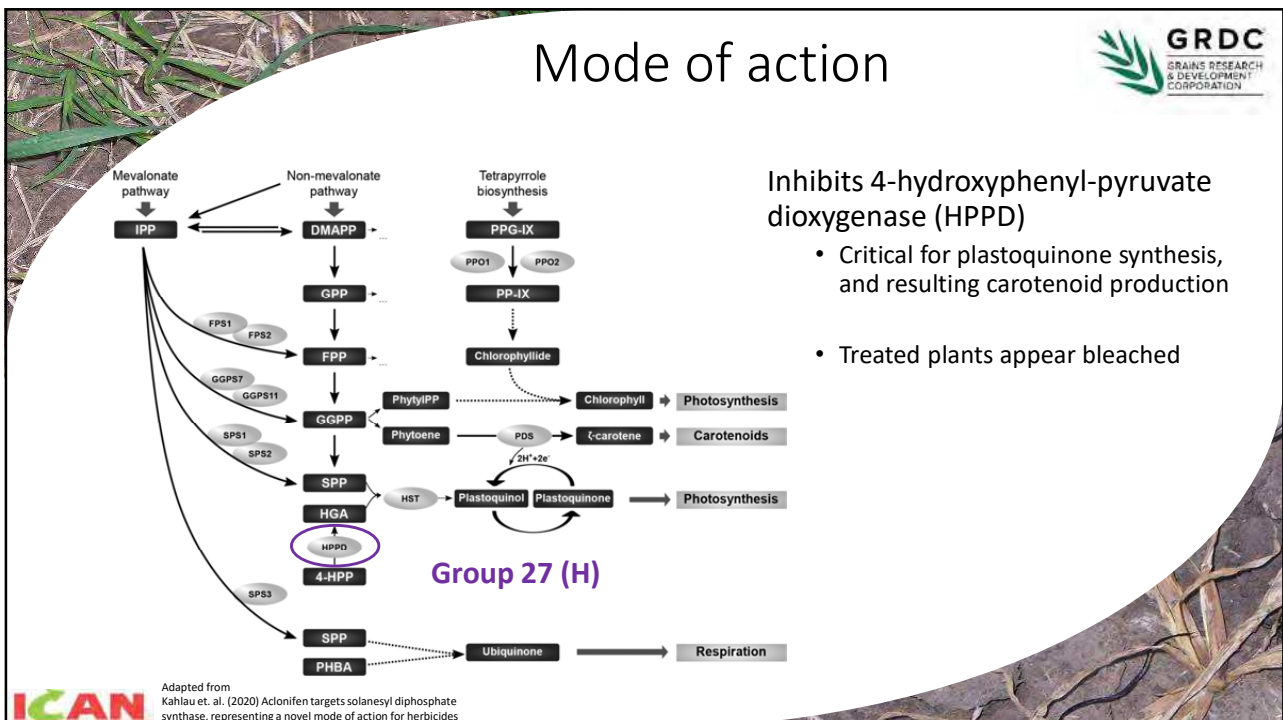 Mode of action
GRDC
GRAINS RESEARCH
& DEVELOPMENT
CORPORATION
Mevalonate
pathway
Non-mevalonate
pathway
Tetrapyrrole
biosynthesis
IPP
DMAPP
...
PPG-IX
PPO1
PPO2
GPP
...
PP-IX
FPS1
FPS2
FPP
...
Chlorophyllide
GGPS7
GGPS11
GGPP
PhytylPP
Chlorophyll
Photosynthesis
Phytoene
PDS
ζ-carotene
Carotenoids
2H⁺+2e⁻
SPS1
SPS2
SPP
HST
Plastoquinol
Plastoquinone
Photosynthesis
HGA
HPPD
4-HPP
Group 27 (H)
SPS3
SPP
PHBA
Ubiquinone
Respiration
Inhibits 4-hydroxyphenyl-pyruvate
dioxygenase (HPPD)
• Critical for plastoquinone synthesis,
and resulting carotenoid production
• Treated plants appear bleached
ICAN
Adapted from
Kahlau et. al. (2020) Aclonifen targets solanesyl diphosphate
synthase, representing a novel mode of action for herbicides